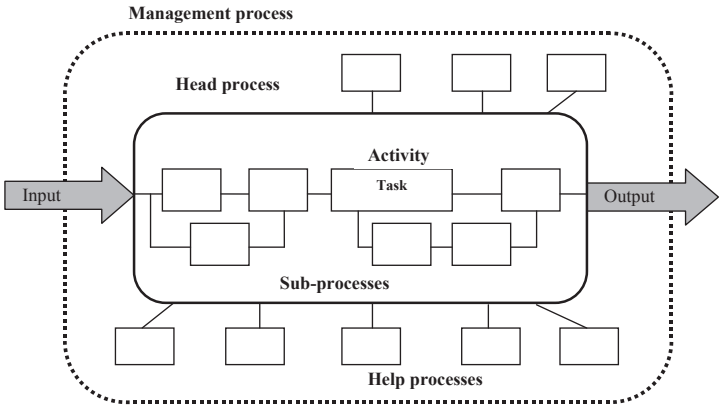 Management process
Head process
Activity
Task
Input
Output
Sub-processes
Help processes